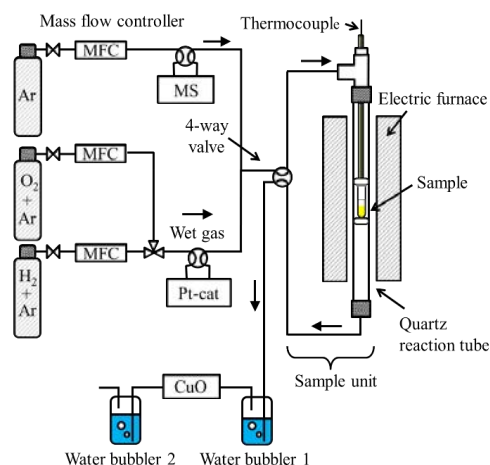 Mass flow controller
Thermocouple
MFC
Ar
MS
Electric furnace
4-way
valve
MFC
O2
+
Ar
Sample
Wet gas
MFC
H2
+
Ar
Pt-cat
Quartz
reaction tube
Sample unit
CuO
Water bubbler 2
Water bubbler 1